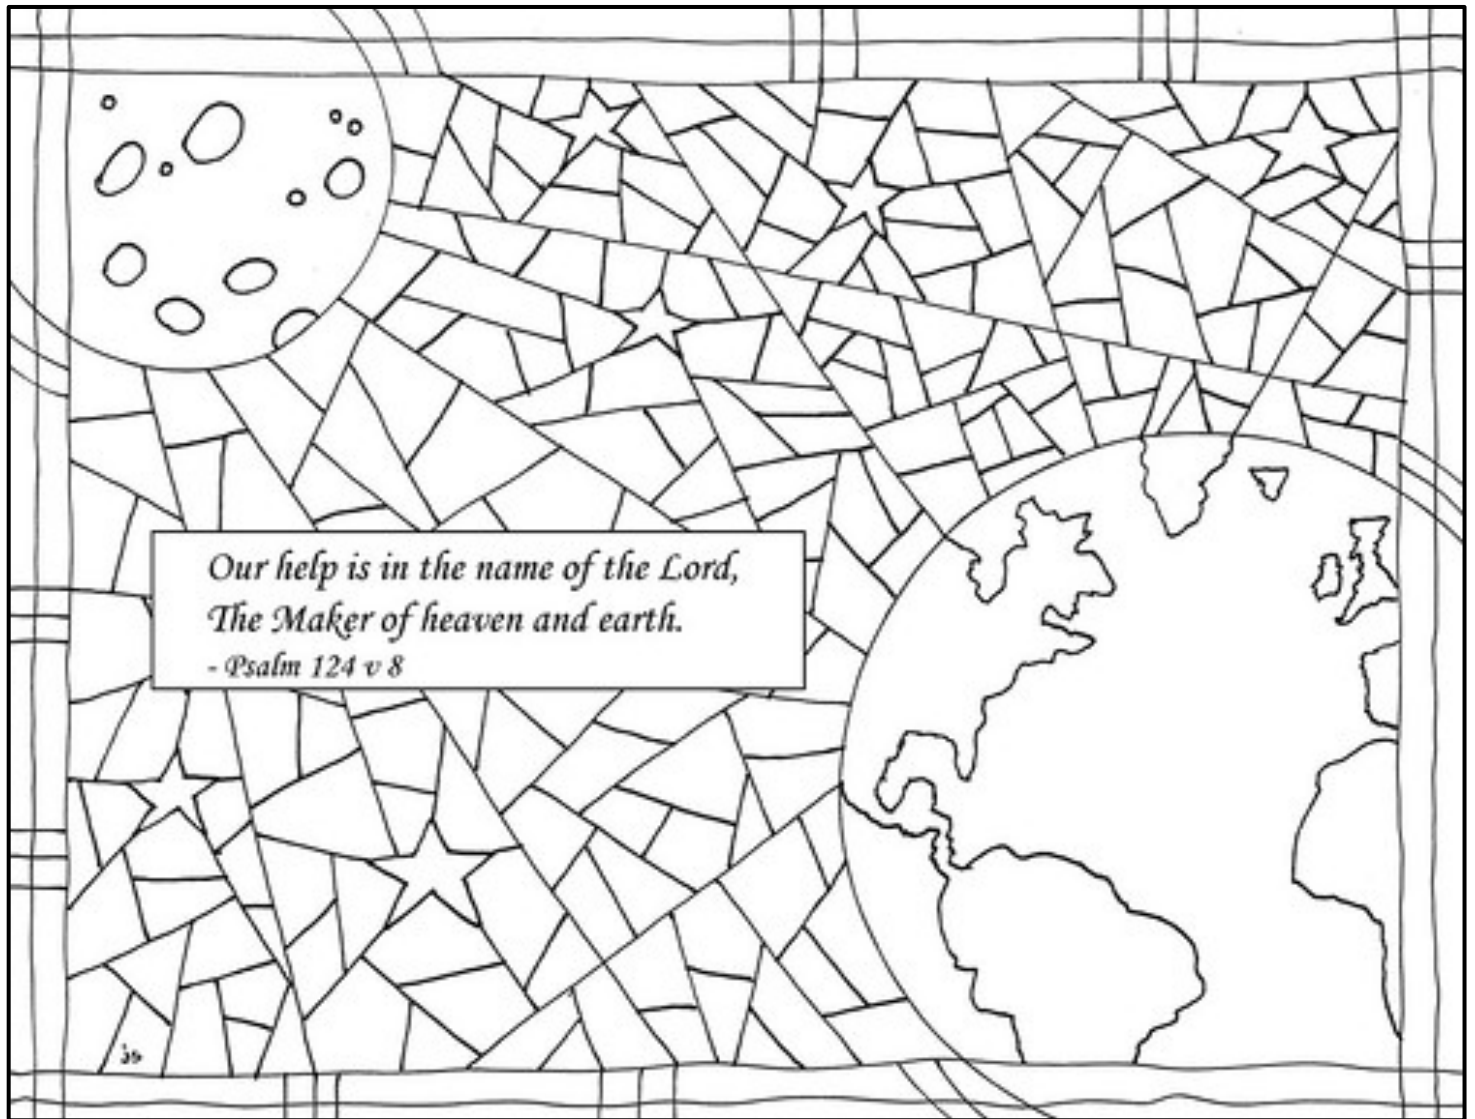 Our help is in the name of the Lord,
The Maker of heaven and earth.
- Psalm 124 v 8